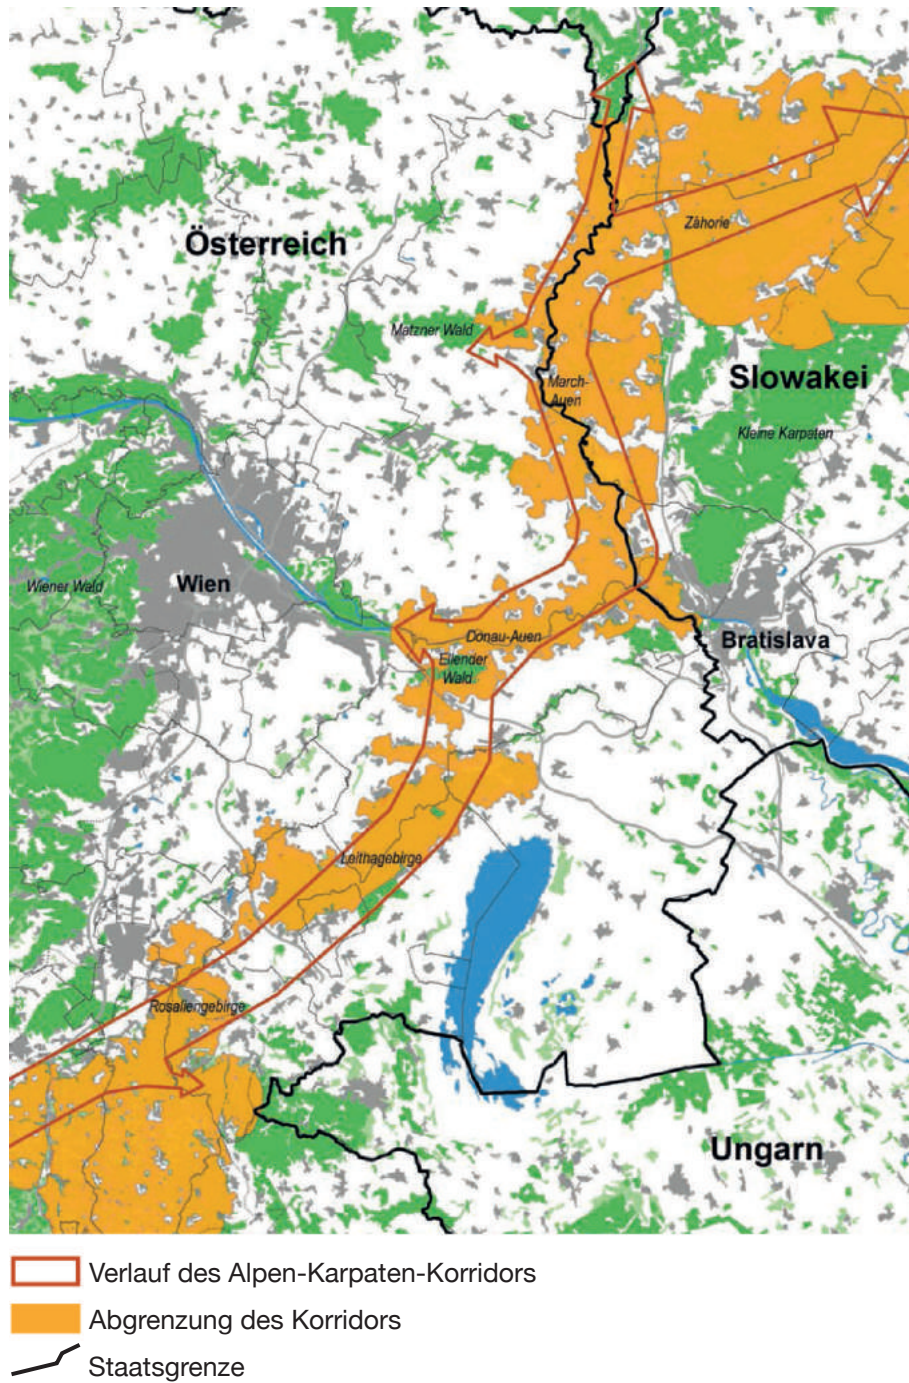 Österreich
Záhorie
Matzner Wald
Slowakei
March-
Auen
Kleine Karpaten
Wiener Wald
Wien
Donau-Auen
Bratislava
Ellender
Wald
Leithagebirge
Rosaliengebirge
Ungarn
Verlauf des Alpen-Karpaten-Korridors
Abgrenzung des Korridors
Staatsgrenze